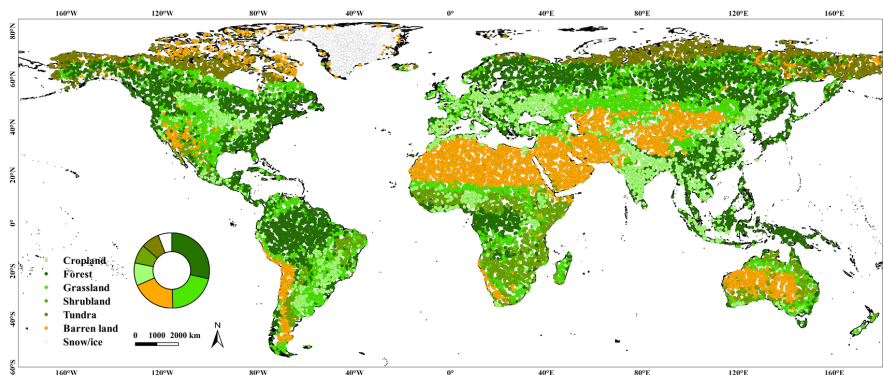 160°W 120°W 80°W 40°W 0° 40°E 80°E 120°E 160°E
80°N 80°N
60°N 60°N
40°N 40°N
20°N 20°N
0° 0°
20°S 20°S
40°S 40°S
60°S 60°S
Cropland
Forest
Grassland
Shrubland
Tundra
Barren land
Snow/ice
0 1000 2000 km
N
160°W 120°W 80°W 40°W 0° 40°E 80°E 120°E 160°E